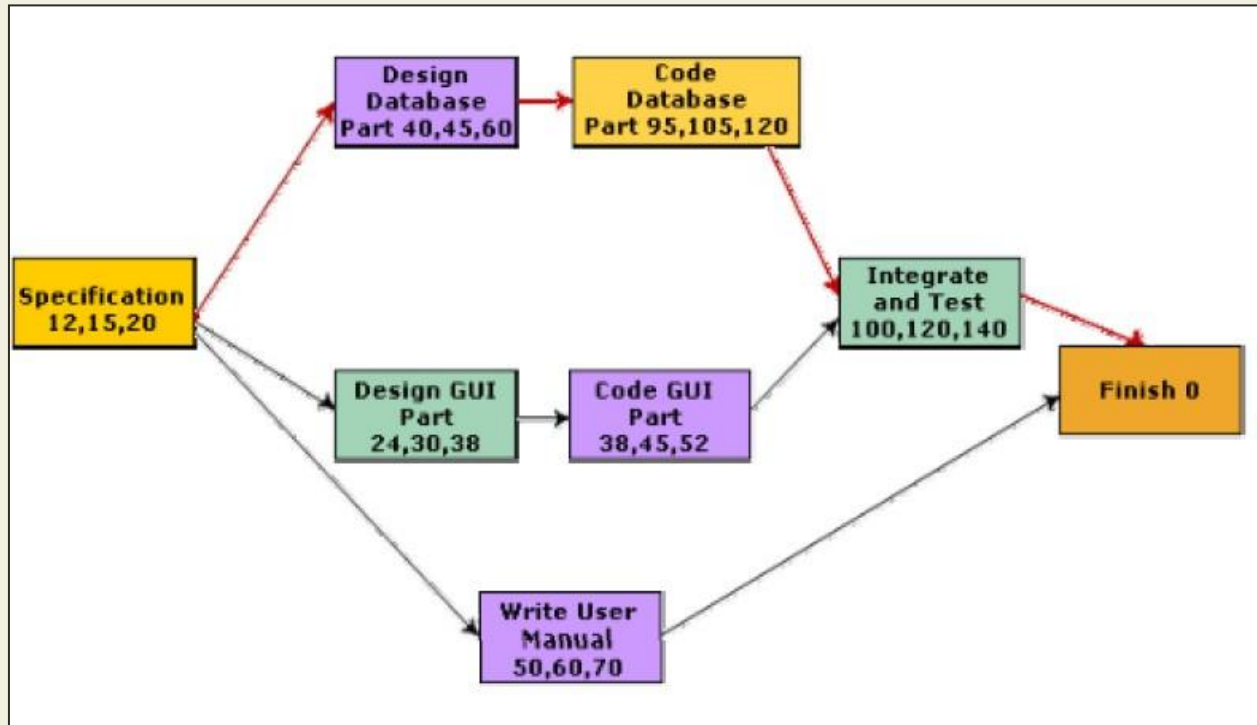 Design
Database
Part 40,45,60
Code
Database
Part 95,105,120
Specification
12,15,20
Integrate
and Test
100,120,140
Design GUI
Part
24,30,38
Code GUI
Part
38,45,52
Finish 0
Write User
Manual
50,60,70